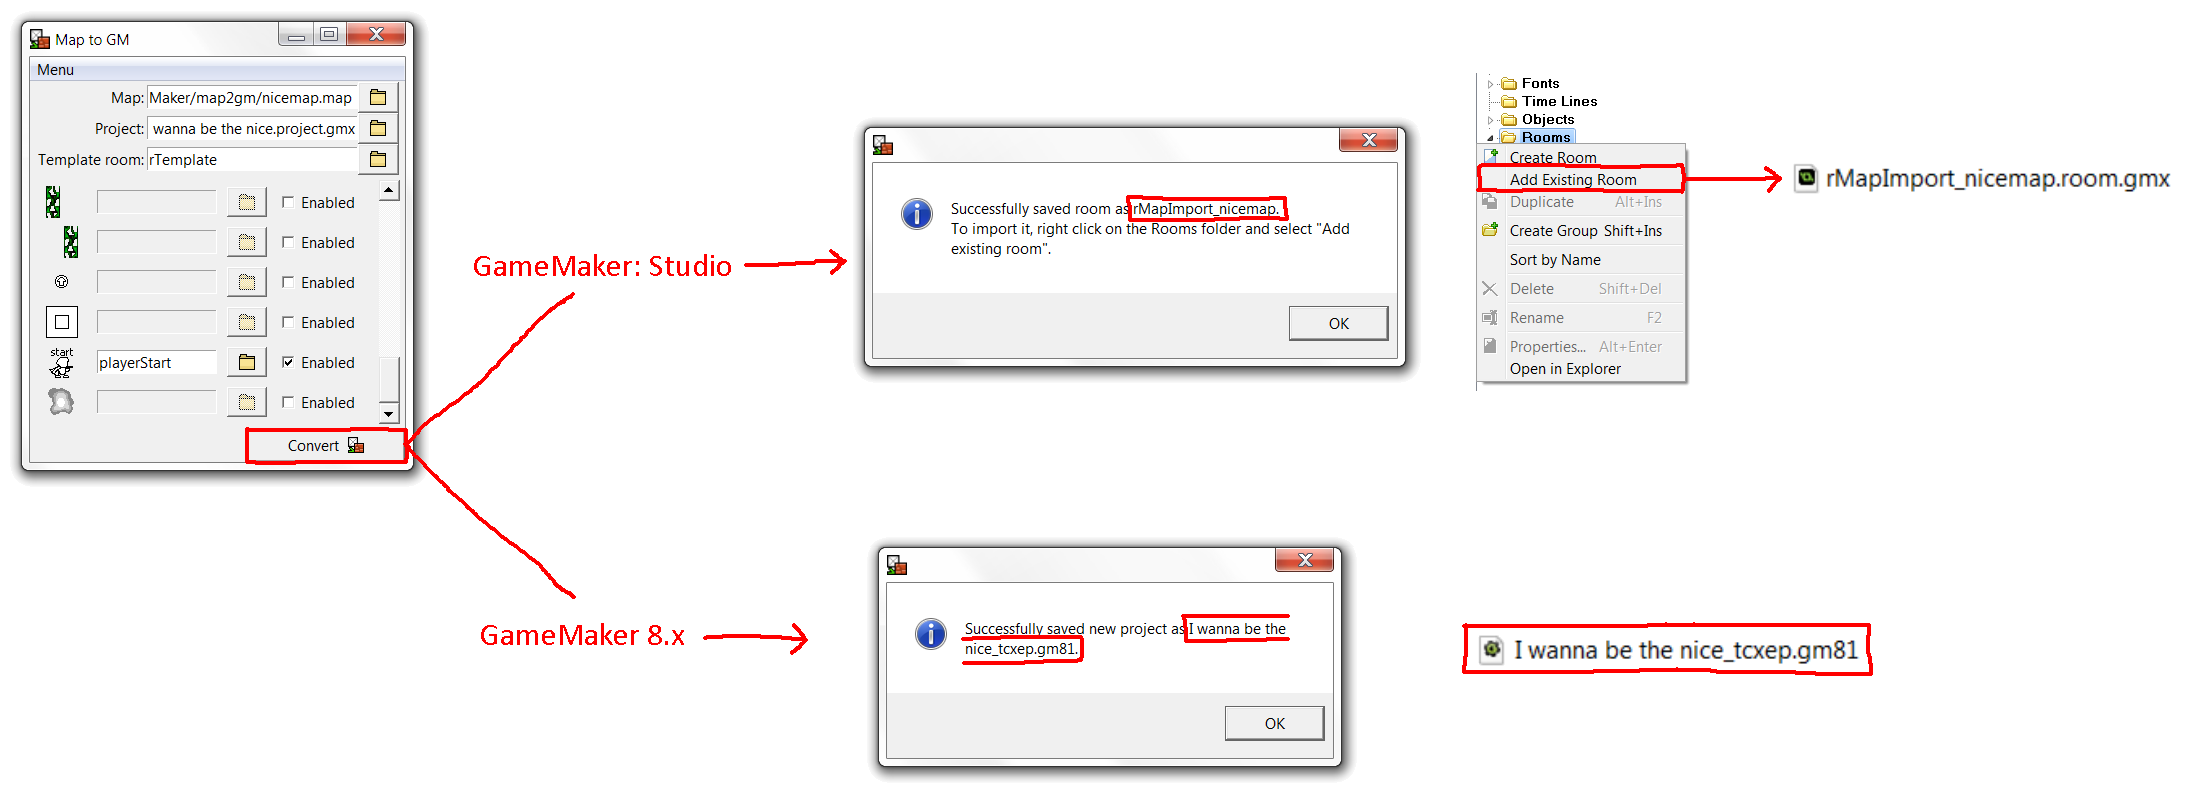 Map to GM
Menu
Map: Maker/map2gm/nicemap.map
Project: wanna be the nice.project.gmx
Template room: rTemplate
Enabled
Enabled
Enabled
Enabled
start
playerStart Enabled
Enabled
Convert
GameMaker: Studio
Successfully saved room as rMapImport_nicemap.
To import it, right click on the Rooms folder and select "Add
existing room".
OK
Fonts
Time Lines
Objects
Rooms
Create Room
Add Existing Room
Duplicate Alt+Ins
Create Group Shift+Ins
Sort by Name
Delete Shift+Del
Rename F2
Properties... Alt+Enter
Open in Explorer
rMapImport_nicemap.room.gmx
GameMaker 8.x
Successfully saved new project as I wanna be the
nice_tcxep.gm81.
OK
I wanna be the nice_tcxep.gm81